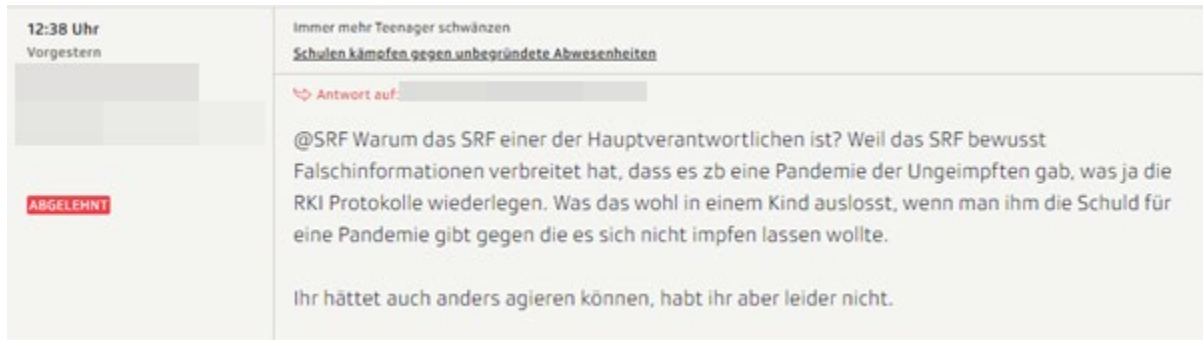 12:38 Uhr
Vorgestern
ABGELEHNT
Immer mehr Teenager schwänzen
Schulen kämpfen gegen unbegründete Abwesenheiten
Antwort auf:
@SRF Warum das SRF einer der Hauptverantwortlichen ist? Weil das SRF bewusst
Falschinformationen verbreitet hat, dass es zb eine Pandemie der Ungeimpften gab, was ja die
RKI Protokolle wiederlegen. Was das wohl in einem Kind auslosst, wenn man ihm die Schuld für
eine Pandemie gibt gegen die es sich nicht impfen lassen wollte.
Ihr hättet auch anders agieren können, habt ihr aber leider nicht.